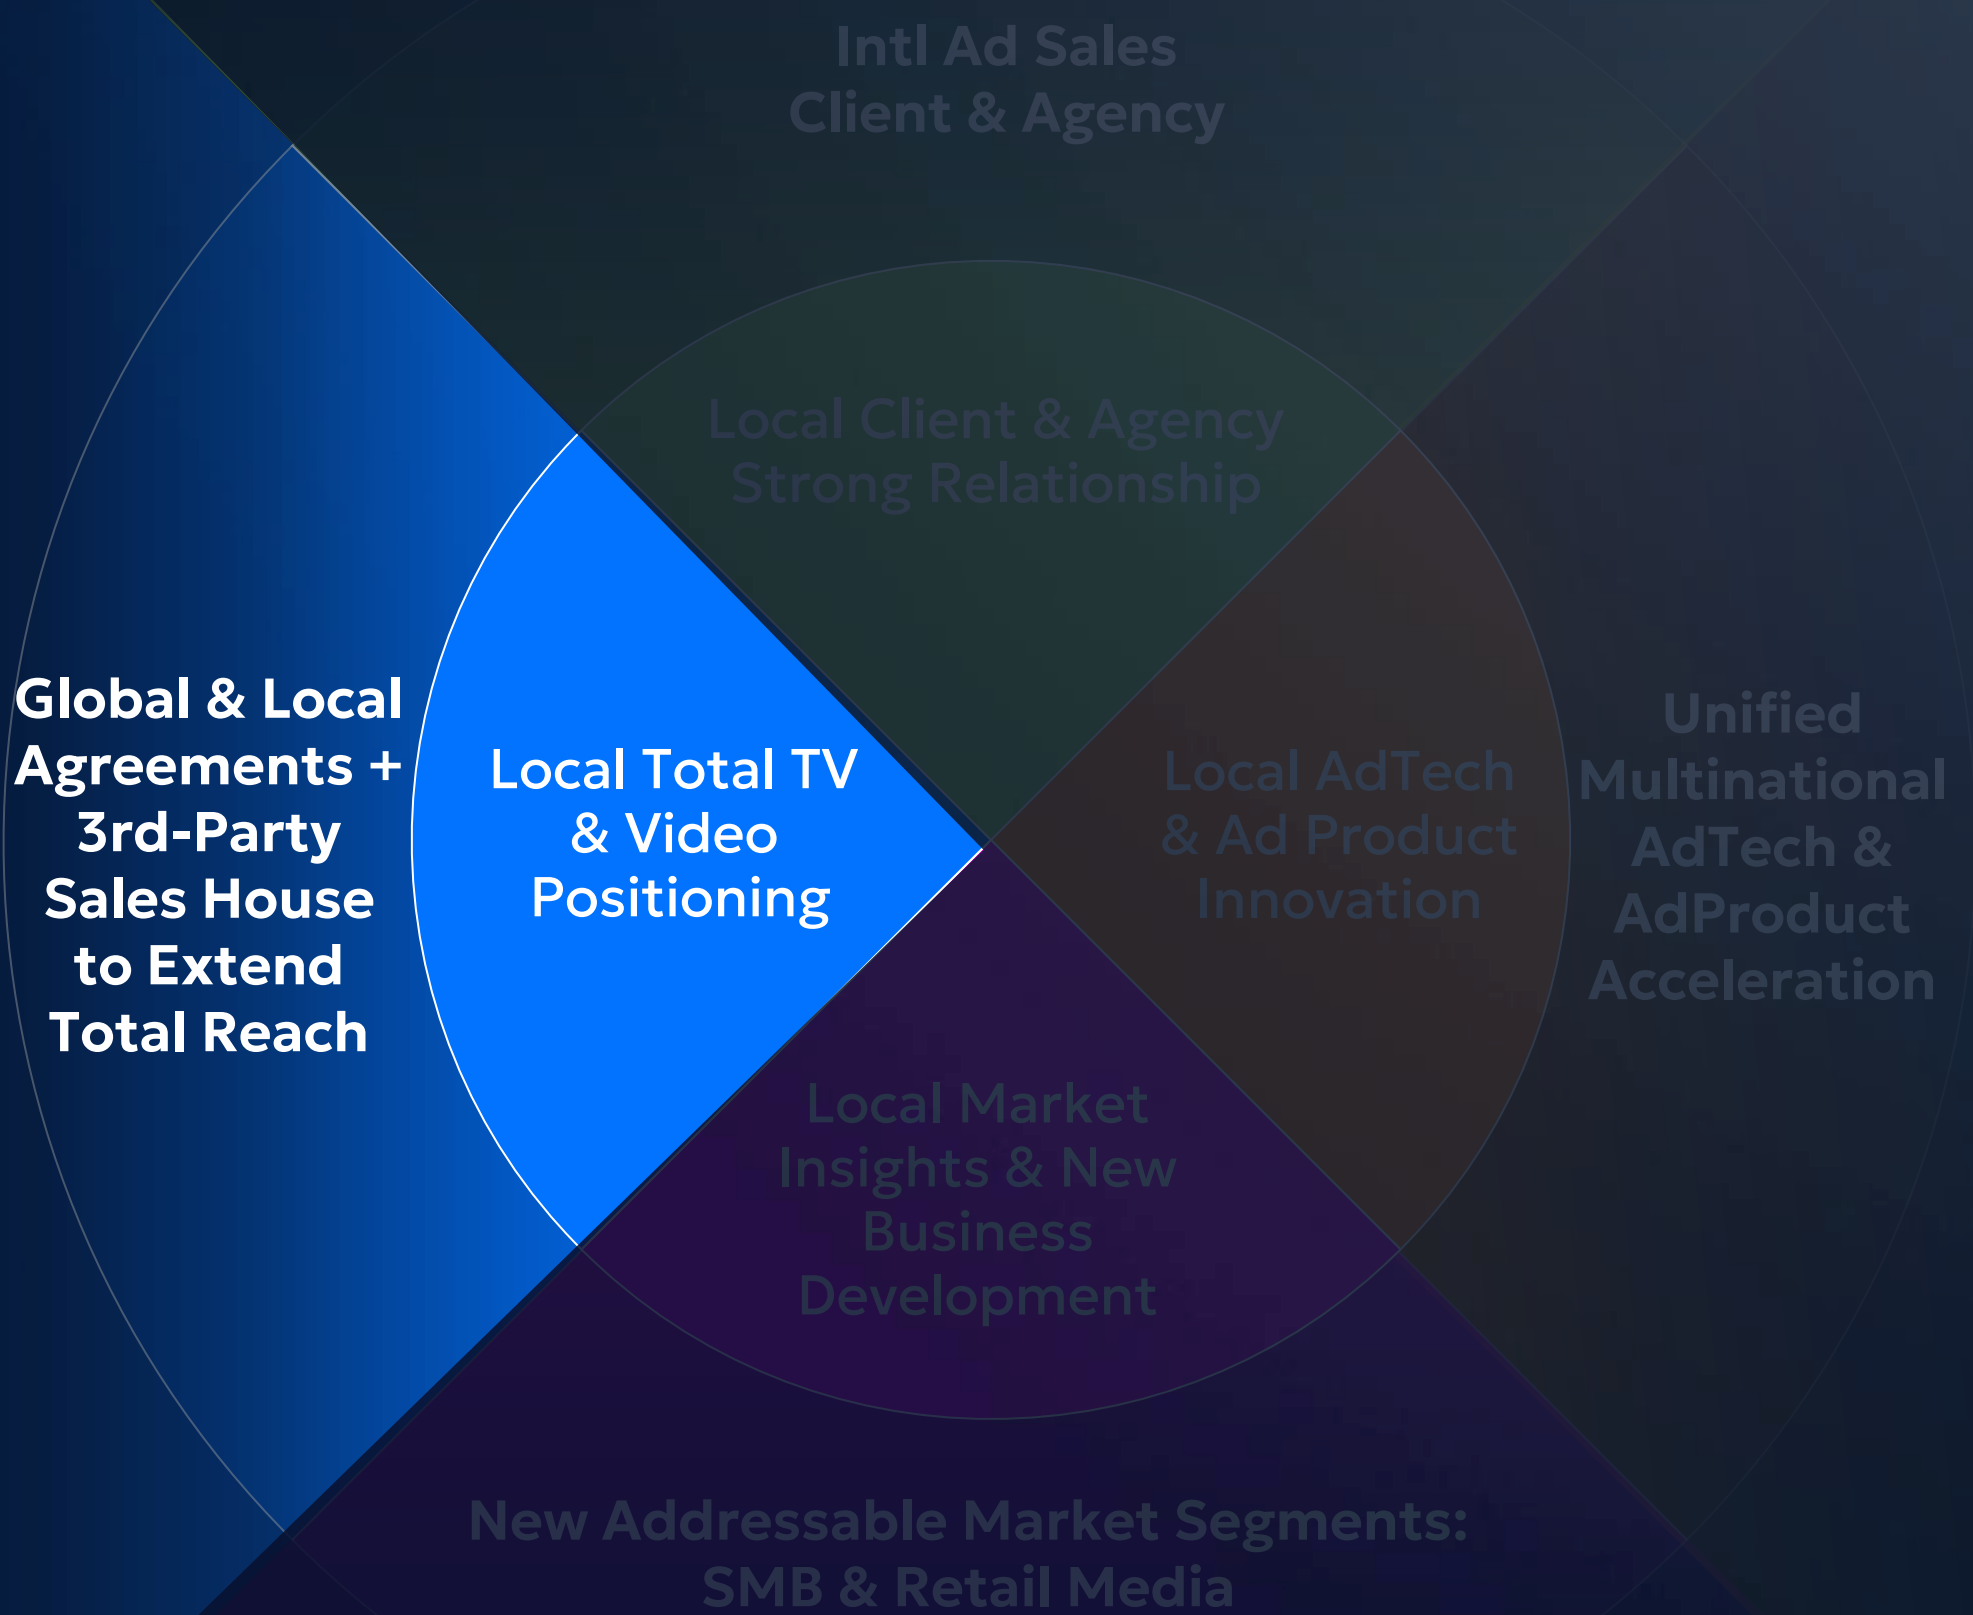 Intl Ad Sales
Client & Agency
Local Client & Agency
Strong Relationship
Global & Local
Agreements +
3rd-Party
Sales House
to Extend
Total Reach
Local Total TV
& Video
Positioning
Local AdTech
& Ad Product
Innovation
Unified
Multinational
AdTech &
AdProduct
Acceleration
Local Market
Insights & New
Business
Development
New Addressable Market Segments:
SMB & Retail Media